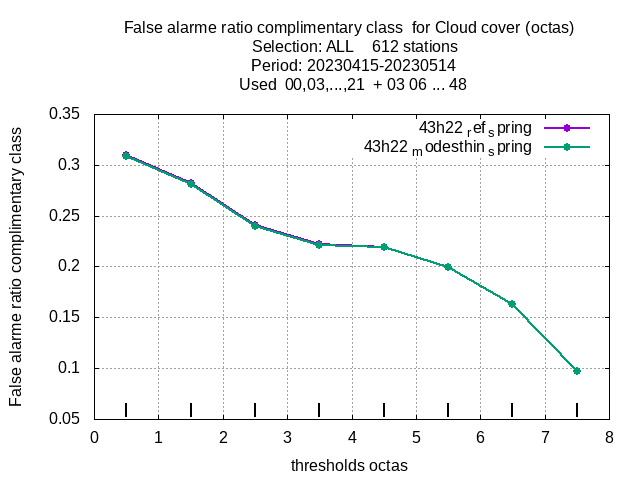 False alarme ratio complimentary class  for Cloud cover (octas)
Selection: ALL    612 stations
Period: 20230415-20230514
Used  00,03,...,21  + 03 06 ... 48
43h22 ref spring
43h22 modesthin spring
False alarme ratio complimentary class
0.35
0.3
0.25
0.2
0.15
0.1
0.05
0 1 2 3 4 5 6 7 8
thresholds octas